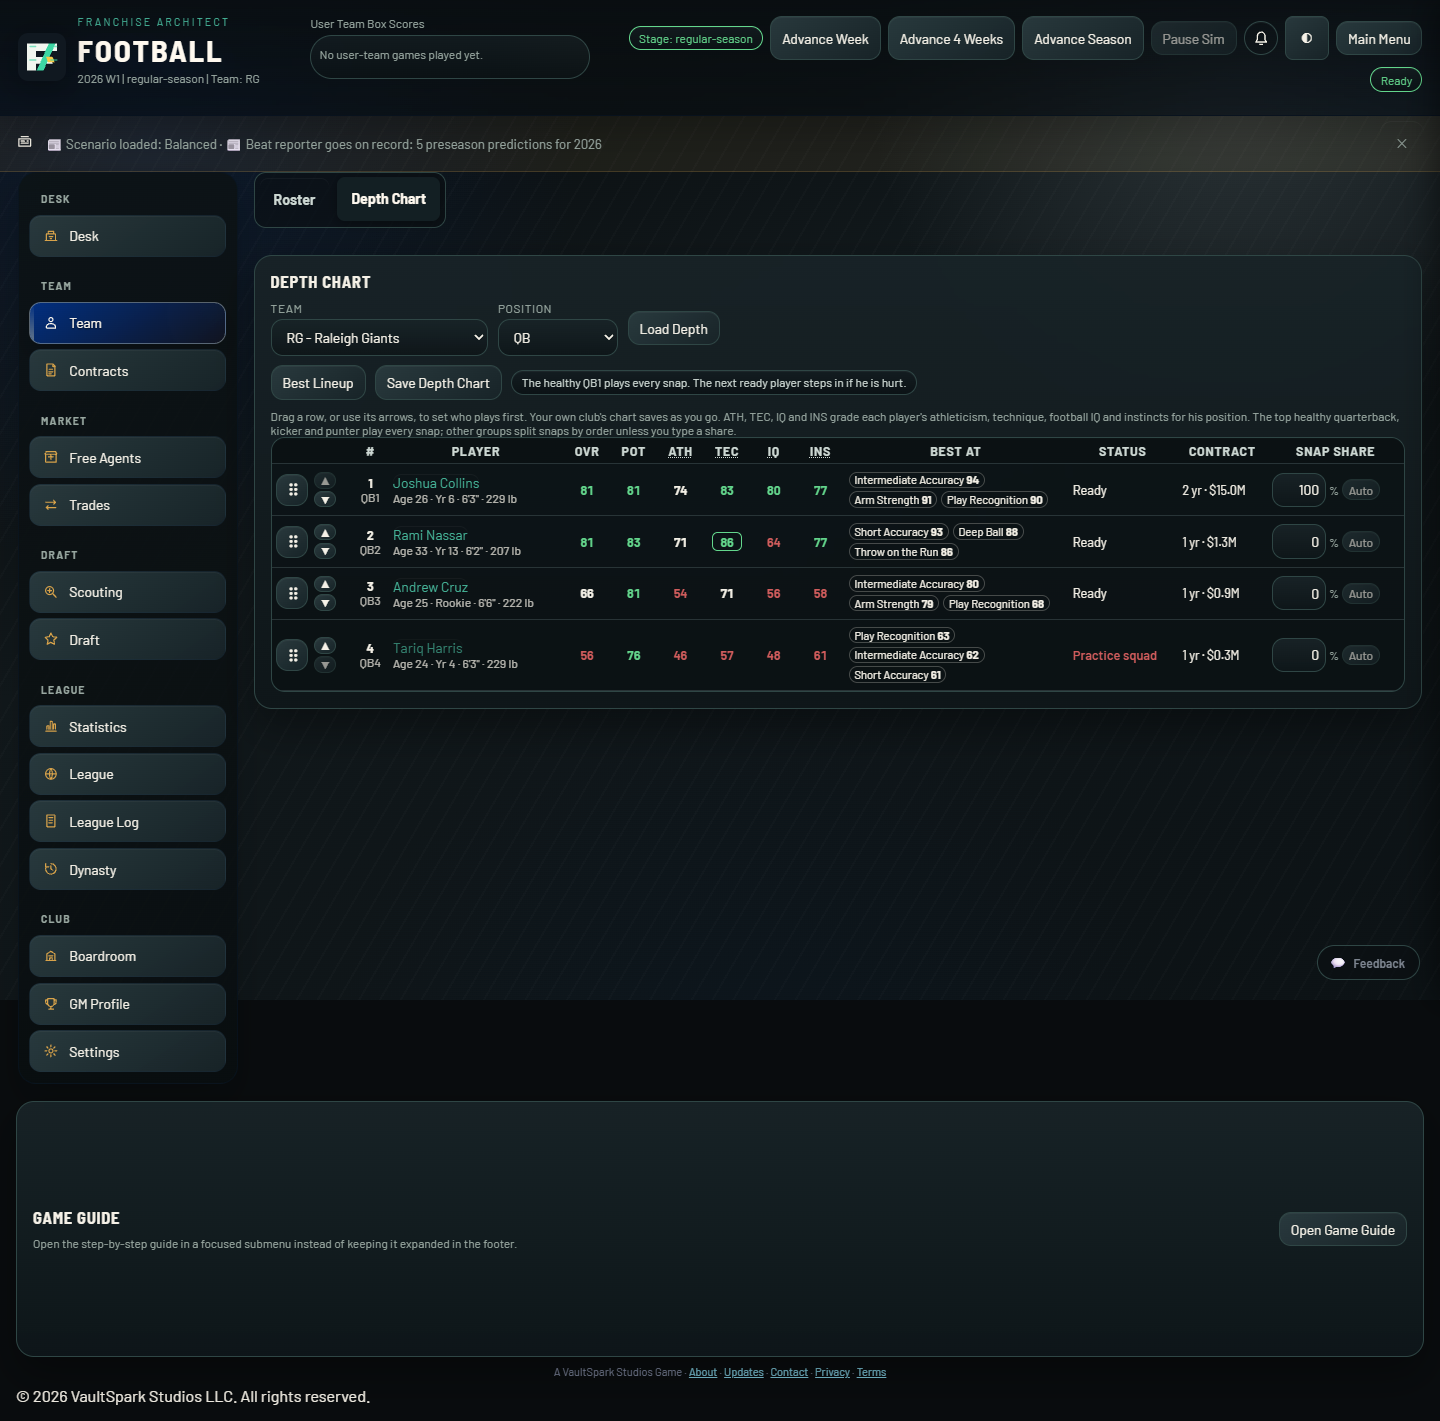 FRANCHISE ARCHITECT
FOOTBALL
2026 W1 | regular-season | Team: RG
User Team Box Scores
No user-team games played yet.
Stage: regular-season
Advance Week
Advance 4 Weeks
Advance Season
Pause Sim
Main Menu
Ready
Scenario loaded: Balanced · Beat reporter goes on record: 5 preseason predictions for 2026
DESK
Desk
TEAM
Team
Contracts
MARKET
Free Agents
Trades
DRAFT
Scouting
Draft
LEAGUE
Statistics
League
League Log
Dynasty
CLUB
Boardroom
GM Profile
Settings
Roster
Depth Chart
DEPTH CHART
TEAM
POSITION
RG - Raleigh Giants
QB
Load Depth
Best Lineup
Save Depth Chart
The healthy QB1 plays every snap. The next ready player steps in if he is hurt.
Drag a row, or use its arrows, to set who plays first. Your own club's chart saves as you go. ATH, TEC, IQ and INS grade each player's athleticism, technique, football IQ and instincts for his position. The top healthy quarterback,
kicker and punter play every snap; other groups split snaps by order unless you type a share.
# PLAYER OVR POT ATH TEC IQ INS BEST AT STATUS CONTRACT SNAP SHARE
1 Joshua Collins 81 81 74 83 80 77 Intermediate Accuracy 94 Ready 2 yr · $15.0M 100 % Auto
QB1 Age 26 · Yr 6 · 6'3" · 229 lb Arm Strength 91 Play Recognition 90
2 Rami Nassar 81 83 71 86 64 77 Short Accuracy 93 Deep Ball 88 Ready 1 yr · $1.3M 0 % Auto
QB2 Age 33 · Yr 13 · 6'2" · 207 lb Throw on the Run 86
3 Andrew Cruz 66 81 54 71 56 58 Intermediate Accuracy 80 Ready 1 yr · $0.9M 0 % Auto
QB3 Age 25 · Rookie · 6'6" · 222 lb Arm Strength 79 Play Recognition 68
Play Recognition 63
4 Tariq Harris 56 76 46 57 48 61 Intermediate Accuracy 62 Practice squad 1 yr · $0.3M 0 % Auto
QB4 Age 24 · Yr 4 · 6'3" · 229 lb Short Accuracy 61
Feedback
GAME GUIDE
Open the step-by-step guide in a focused submenu instead of keeping it expanded in the footer.
Open Game Guide
A VaultSpark Studios Game · About · Updates · Contact · Privacy · Terms
© 2026 VaultSpark Studios LLC. All rights reserved.